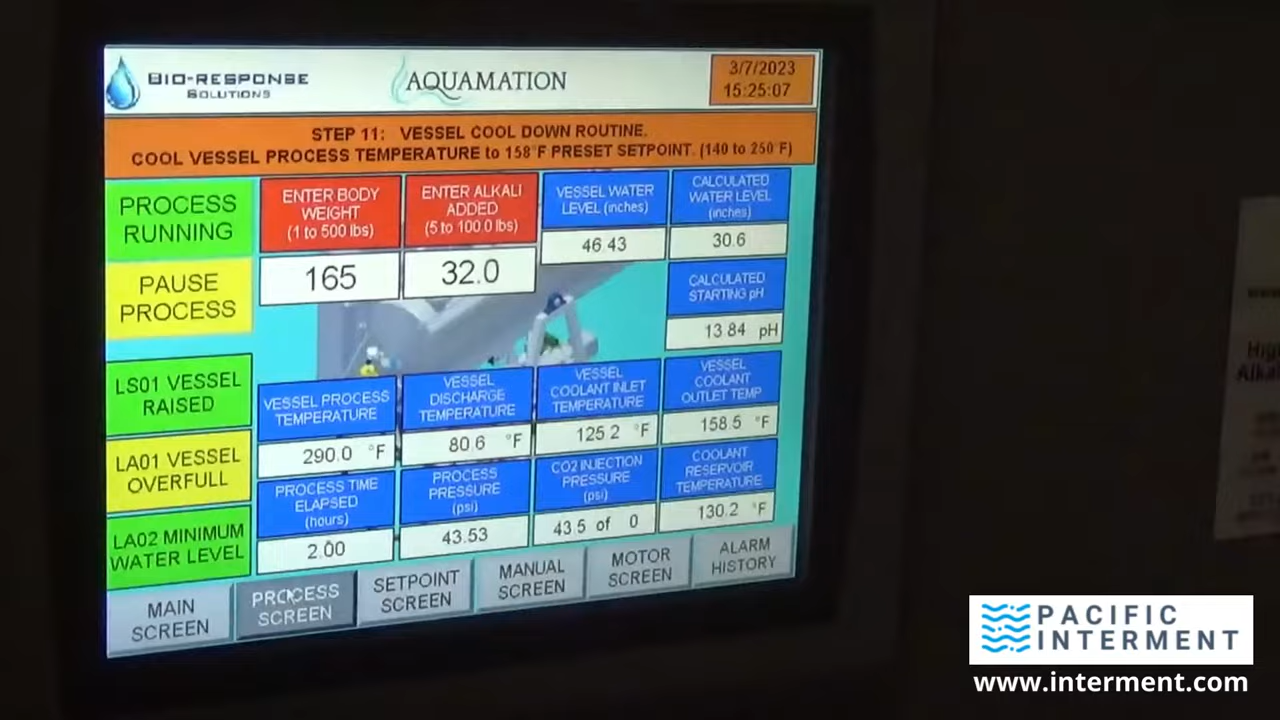 BIO-RESPONSE
SOLUTIONS
AQUAMATION
3/7/2023
15:25:07
STEP 11: VESSEL COOL DOWN ROUTINE.
COOL VESSEL PROCESS TEMPERATURE to 158°F PRESET SETPOINT. (140 to 250°F)
PROCESS
RUNNING
ENTER BODY
WEIGHT
(1 to 500 lbs)
165
ENTER ALKALI
ADDED
(5 to 100.0 lbs)
32.0
VESSEL WATER
LEVEL (inches)
46.43
CALCULATED
WATER LEVEL
(inches)
30.6
PAUSE
PROCESS
CALCULATED
STARTING pH
13.84 pH
LS01 VESSEL
RAISED
VESSEL PROCESS
TEMPERATURE
290.0 °F
VESSEL
DISCHARGE
TEMPERATURE
80.6 °F
VESSEL
COOLANT INLET
TEMPERATURE
125.2 °F
VESSEL
COOLANT
OUTLET TEMP
158.5 °F
LA01 VESSEL
OVERFULL
PROCESS TIME
ELAPSED
(hours)
2.00
PROCESS
PRESSURE
(psi)
43.53
CO2 INJECTION
PRESSURE
(psi)
43.5 of 0
COOLANT
RESERVOIR
TEMPERATURE
130.2 °F
LA02 MINIMUM
WATER LEVEL
MAIN
SCREEN
PROCESS
SCREEN
SETPOINT
SCREEN
MANUAL
SCREEN
MOTOR
SCREEN
ALARM
HISTORY
PACIFIC
INTERMENT
www.interment.com